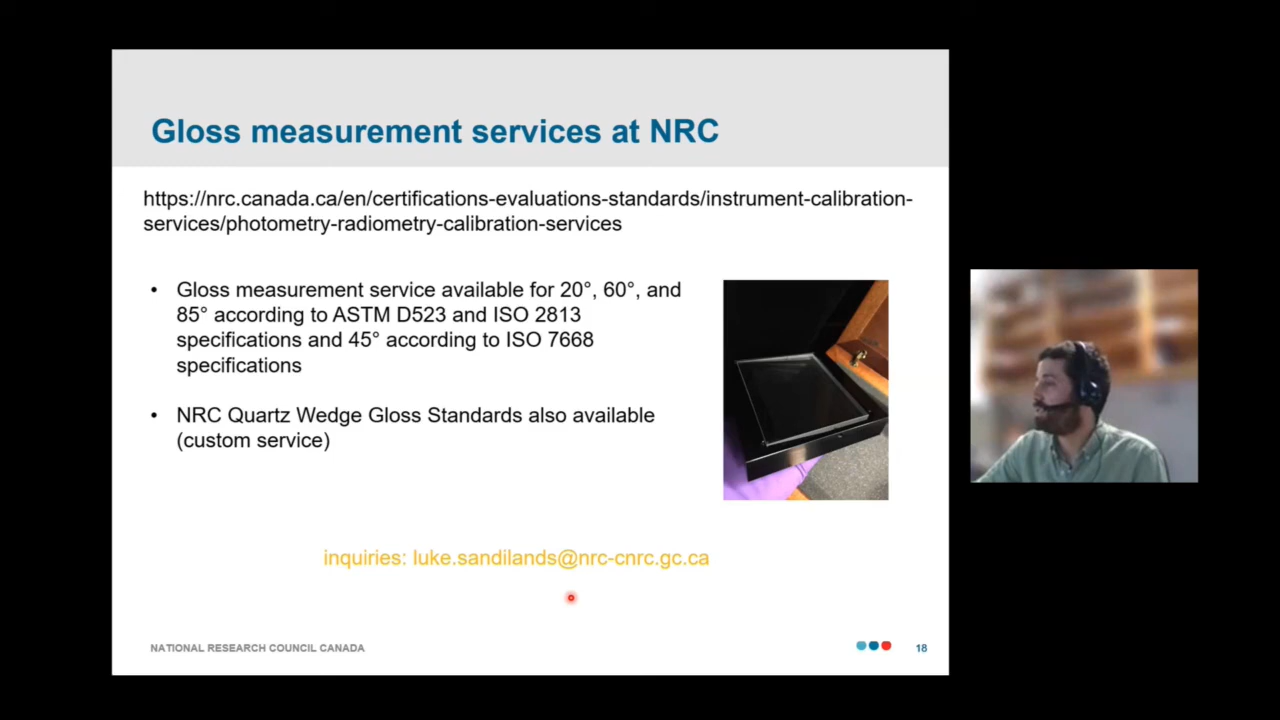 Gloss measurement services at NRC
https://nrc.canada.ca/en/certifications-evaluations-standards/instrument-calibration-
services/photometry-radiometry-calibration-services
• Gloss measurement service available for 20°, 60°, and
85° according to ASTM D523 and ISO 2813
specifications and 45° according to ISO 7668
specifications
• NRC Quartz Wedge Gloss Standards also available
(custom service)
inquiries: luke.sandilands@nrc-cnrc.gc.ca
NATIONAL RESEARCH COUNCIL CANADA
18